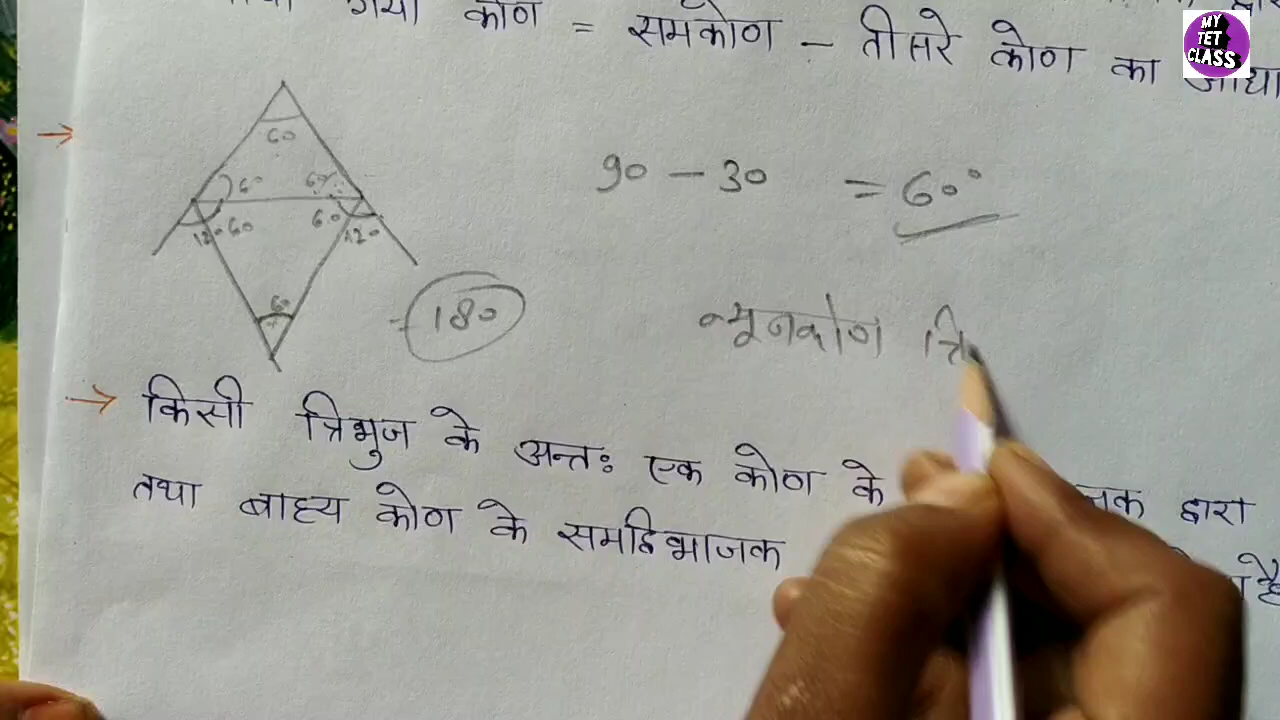 गया कोण = समकोण - तीसरे कोण का आधा
MY
TET
CLASS
60
60 60
120 60 60 120
90 - 30 = 60°
60
= 180
न्यूनकोण त्रि
→ किसी त्रिभुज के अन्तः एक कोण के द्वारा
तथा बाह्य कोण के समद्विभाजक है